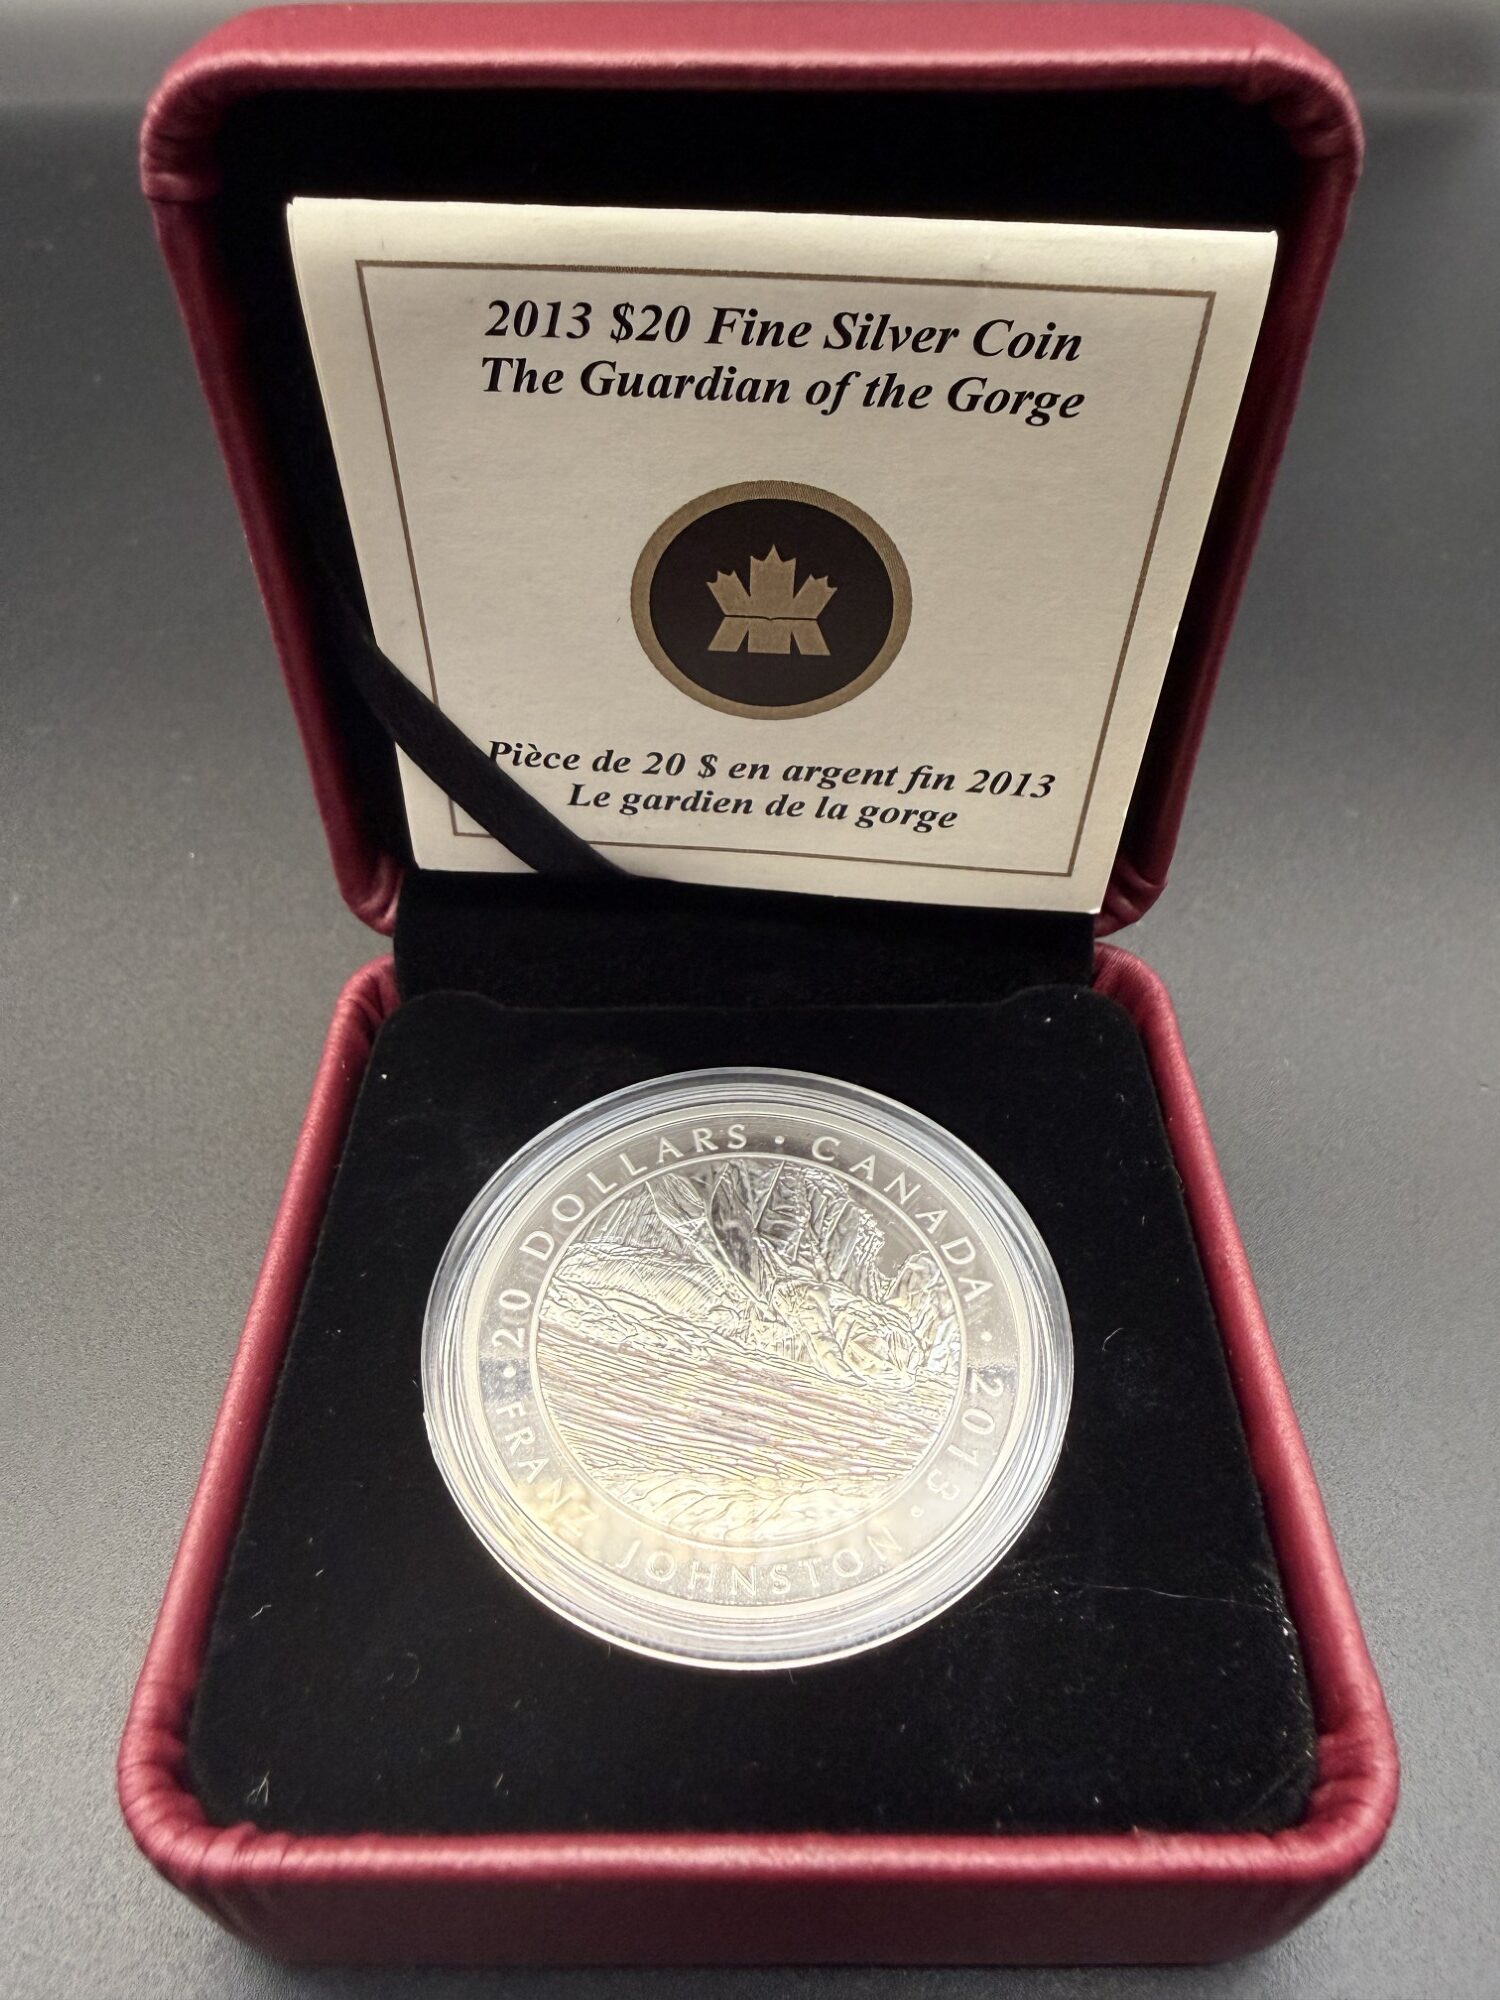 2013 $20 Fine Silver Coin
The Guardian of the Gorge
Pièce de 20 $ en argent fin 2013
Le gardien de la gorge
• 20 DOLLARS • CANADA • 2013 •
FRANZ JOHNSTON